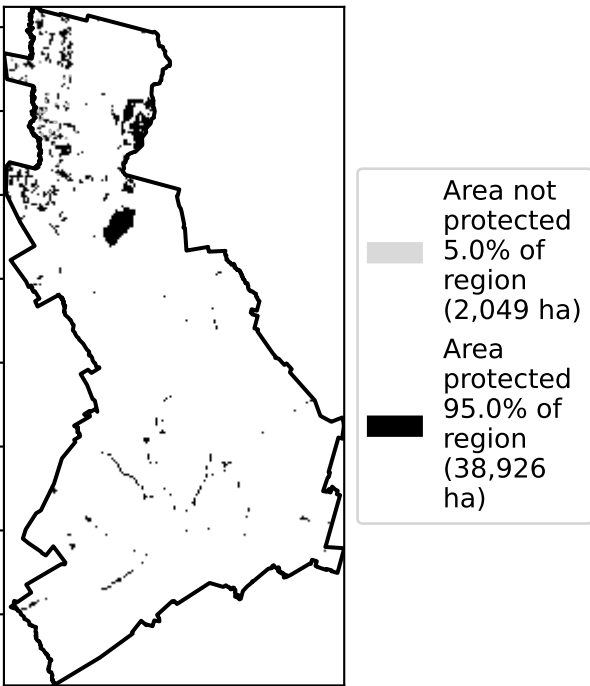 Area not
protected
5.0% of
region
(2,049 ha)
Area
protected
95.0% of
region
(38,926
ha)